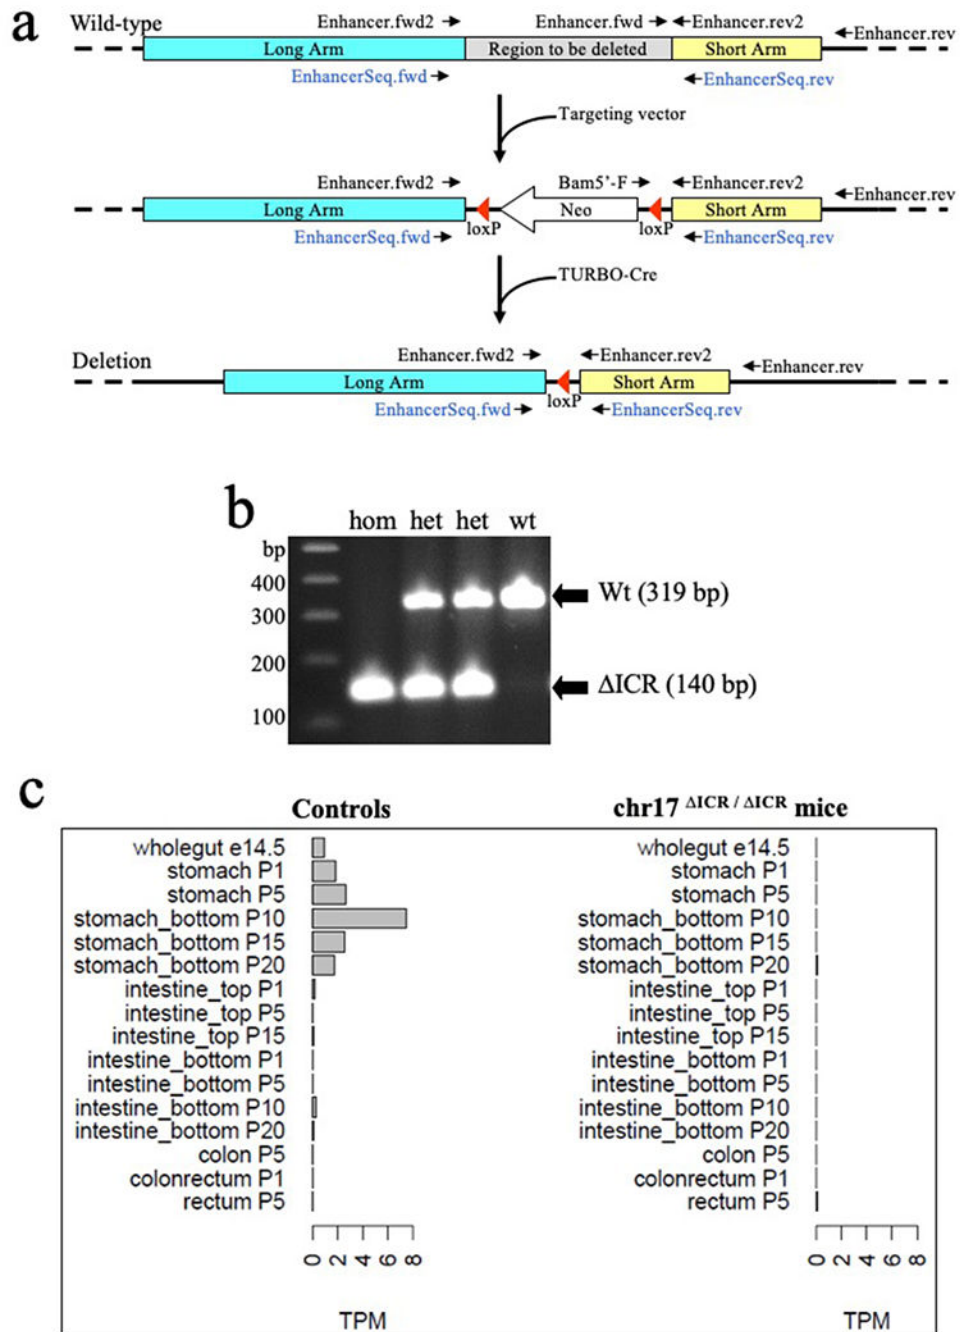 a
Wild-type
Enhancer.fwd2
Enhancer.fwd
Enhancer.rev2
Enhancer.rev
Long Arm
Region to be deleted
Short Arm
EnhancerSeq.fwd
EnhancerSeq.rev
Targeting vector
Enhancer.fwd2
Bam5'-F
Enhancer.rev2
Enhancer.rev
Long Arm
Neo
Short Arm
loxP
loxP
EnhancerSeq.fwd
EnhancerSeq.rev
TURBO-Cre
Deletion
Enhancer.fwd2
Enhancer.rev2
Enhancer.rev
Long Arm
Short Arm
loxP
EnhancerSeq.fwd
EnhancerSeq.rev
b
hom het het wt
bp
400
300
200
100
Wt (319 bp)
ΔICR (140 bp)
c
Controls
wholegut e14.5
stomach P1
stomach P5
stomach_bottom P10
stomach_bottom P15
stomach_bottom P20
intestine_top P1
intestine_top P5
intestine_top P15
intestine_bottom P1
intestine_bottom P5
intestine_bottom P10
intestine_bottom P20
colon P5
colonrectum P1
rectum P5
0 2 4 6 8
TPM
chr17 ΔICR / ΔICR mice
wholegut e14.5
stomach P1
stomach P5
stomach_bottom P10
stomach_bottom P15
stomach_bottom P20
intestine_top P1
intestine_top P5
intestine_top P15
intestine_bottom P1
intestine_bottom P5
intestine_bottom P10
intestine_bottom P20
colon P5
colonrectum P1
rectum P5
0 2 4 6 8
TPM